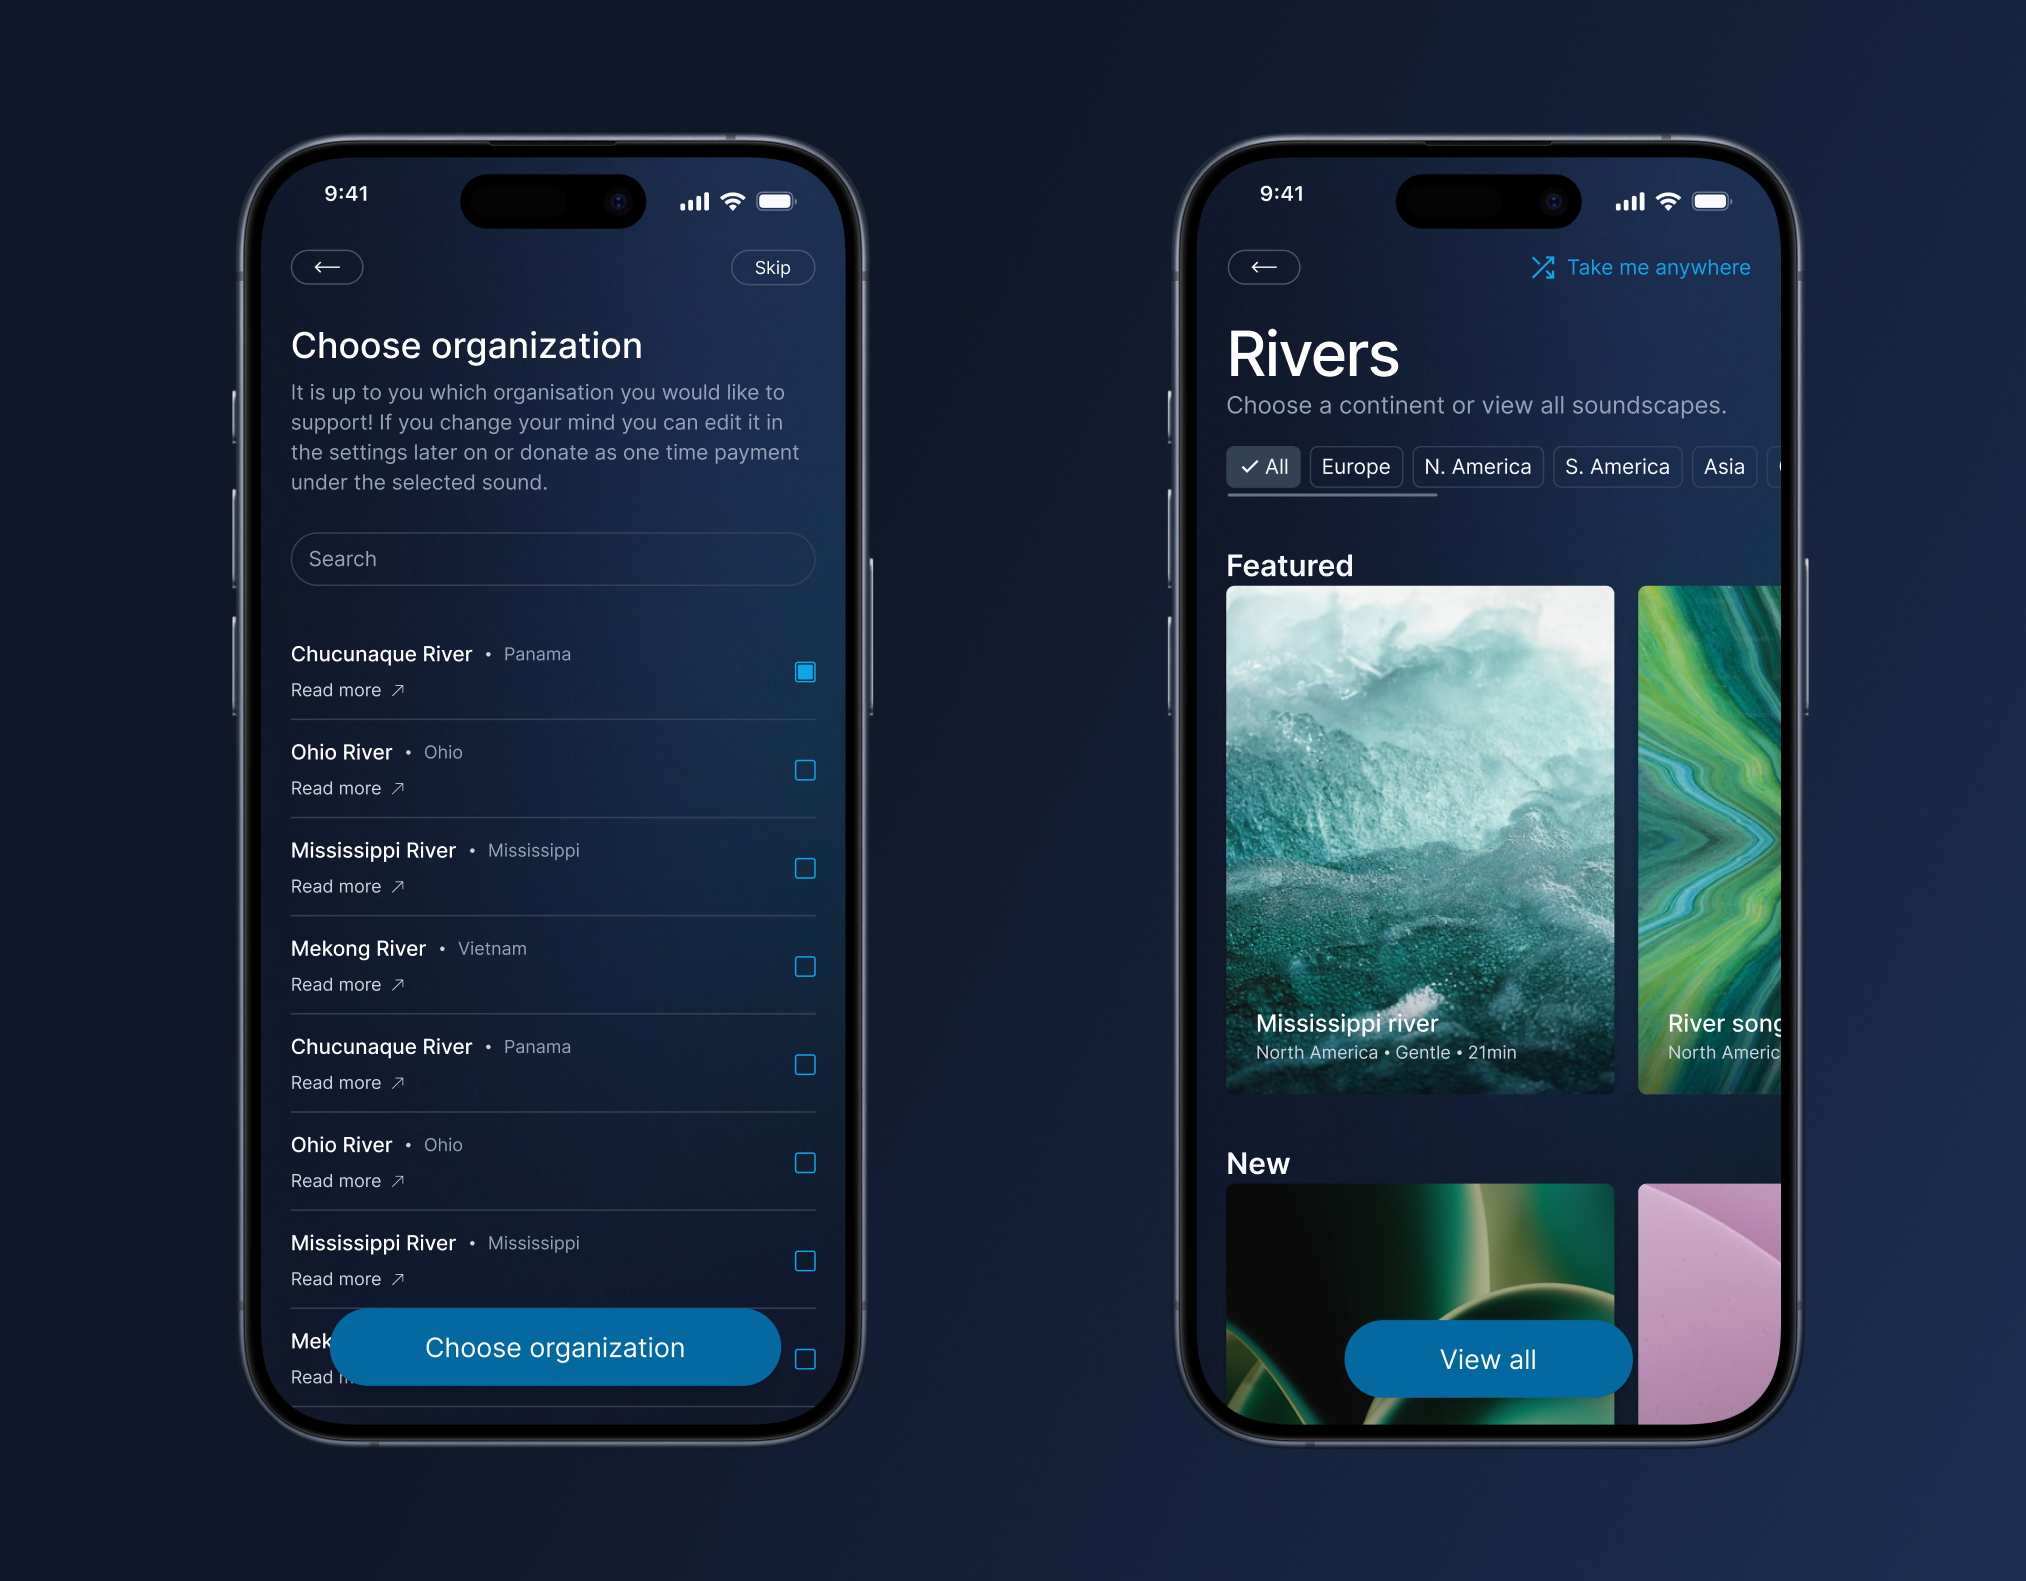 9:41
Skip
Choose organization
It is up to you which organisation you would like to
support! If you change your mind you can edit it in
the settings later on or donate as one time payment
under the selected sound.
Search
Chucunaque River • Panama
Read more
Ohio River • Ohio
Read more
Mississippi River • Mississippi
Read more
Mekong River • Vietnam
Read more
Chucunaque River • Panama
Read more
Ohio River • Ohio
Read more
Mississippi River • Mississippi
Read more
Mek
Read
Choose organization
9:41
Take me anywhere
Rivers
Choose a continent or view all soundscapes.
All Europe N. America S. America Asia
Featured
Mississippi river
North America • Gentle • 21min
River song
North Americ
New
View all